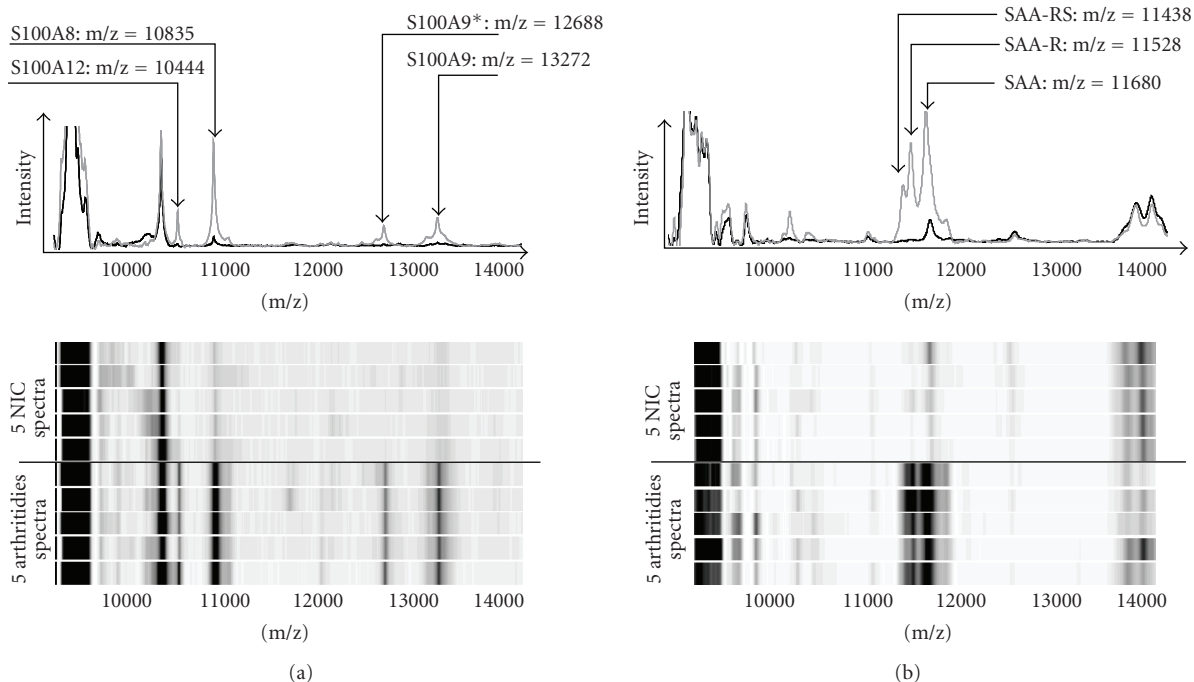 S100A8: m/z = 10835
S100A12: m/z = 10444
S100A9*: m/z = 12688
S100A9: m/z = 13272
Intensity
10000 11000 12000 13000 14000
(m/z)
5 NIC
spectra
5 arthritidies
spectra
10000 11000 12000 13000 14000
(m/z)
(a)
SAA-RS: m/z = 11438
SAA-R: m/z = 11528
SAA: m/z = 11680
Intensity
10000 11000 12000 13000 14000
(m/z)
5 NIC
spectra
5 arthritidies
spectra
10000 11000 12000 13000 14000
(m/z)
(b)